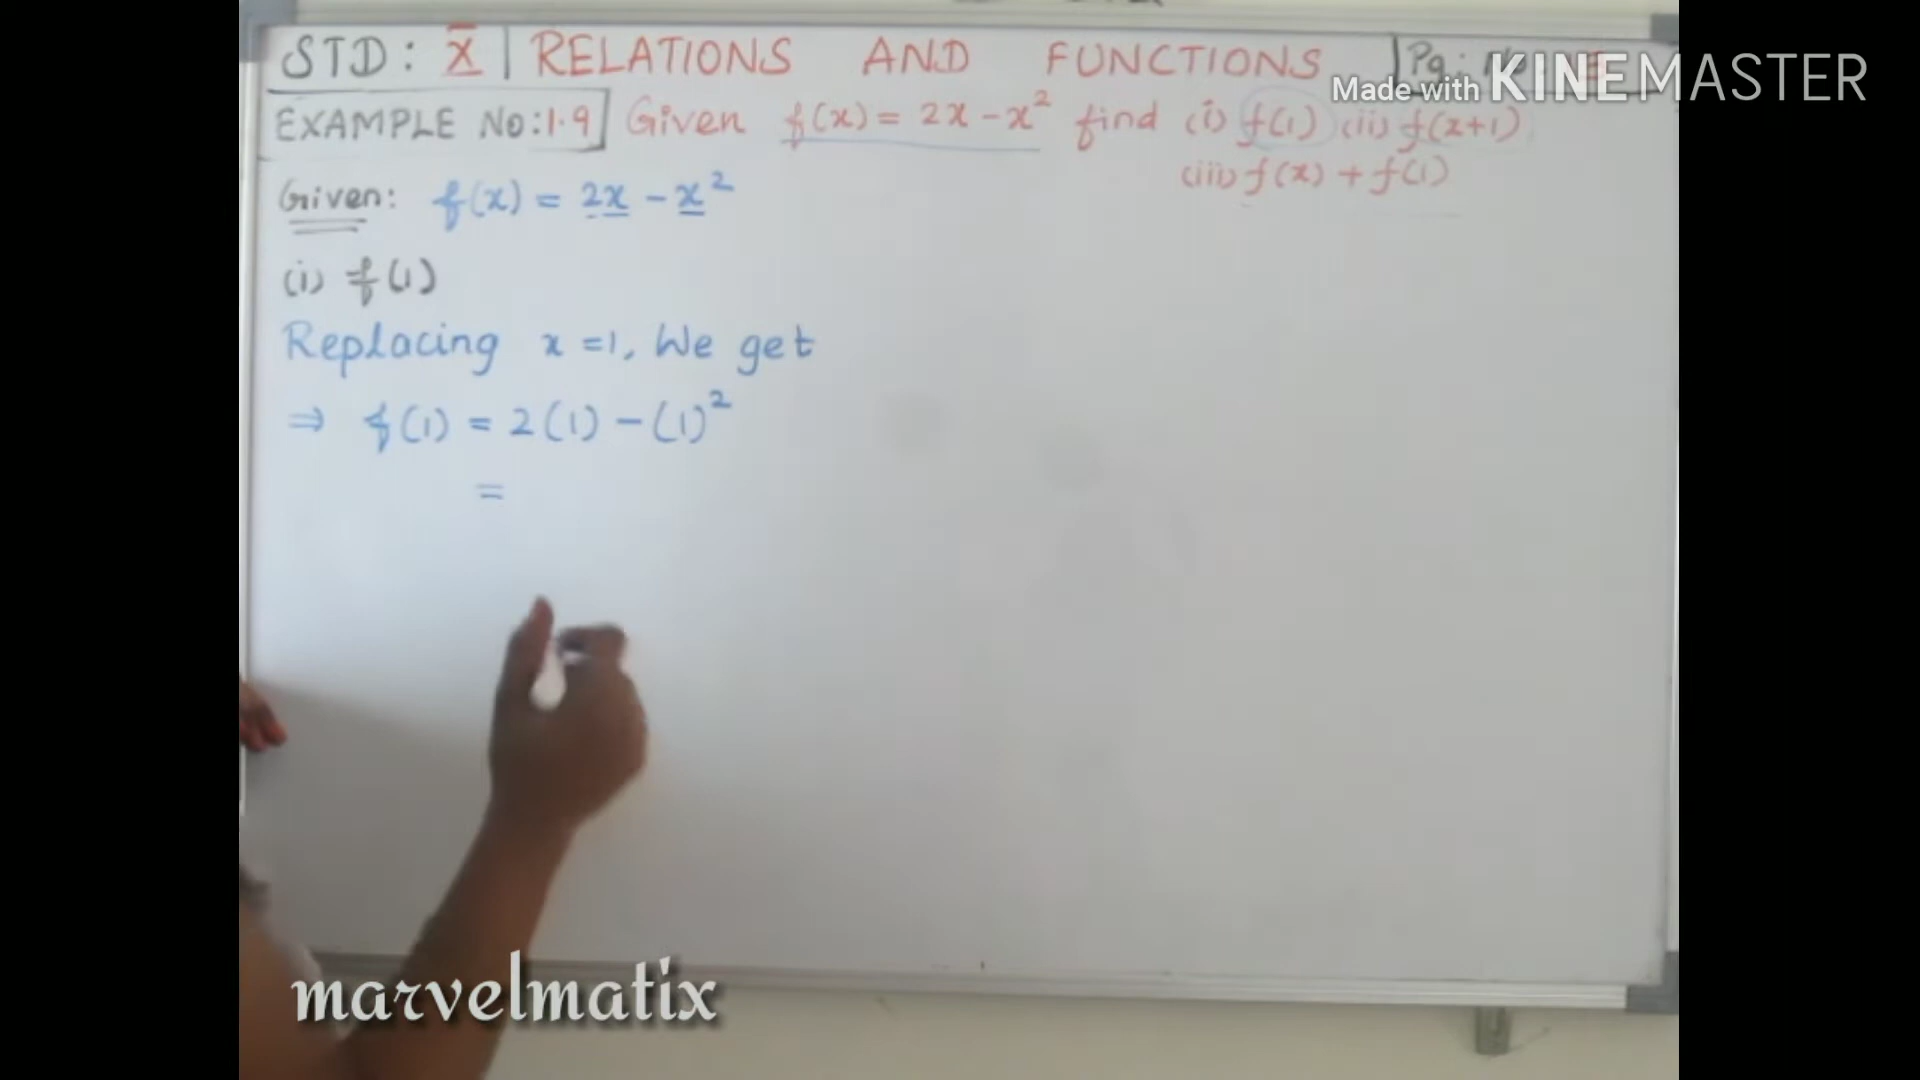 STD: X | RELATIONS AND FUNCTIONS | Pg:
Made with KINEMASTER
EXAMPLE No:1.9 Given f(x) = 2x - x² find (i) f(1) (ii) f(x+1)
(iii) f(x) + f(1)
Given: f(x) = 2x - x²
(i) f(1)
Replacing x =1, We get
⇒ f(1) = 2(1) - (1)²
=
marvelmatix